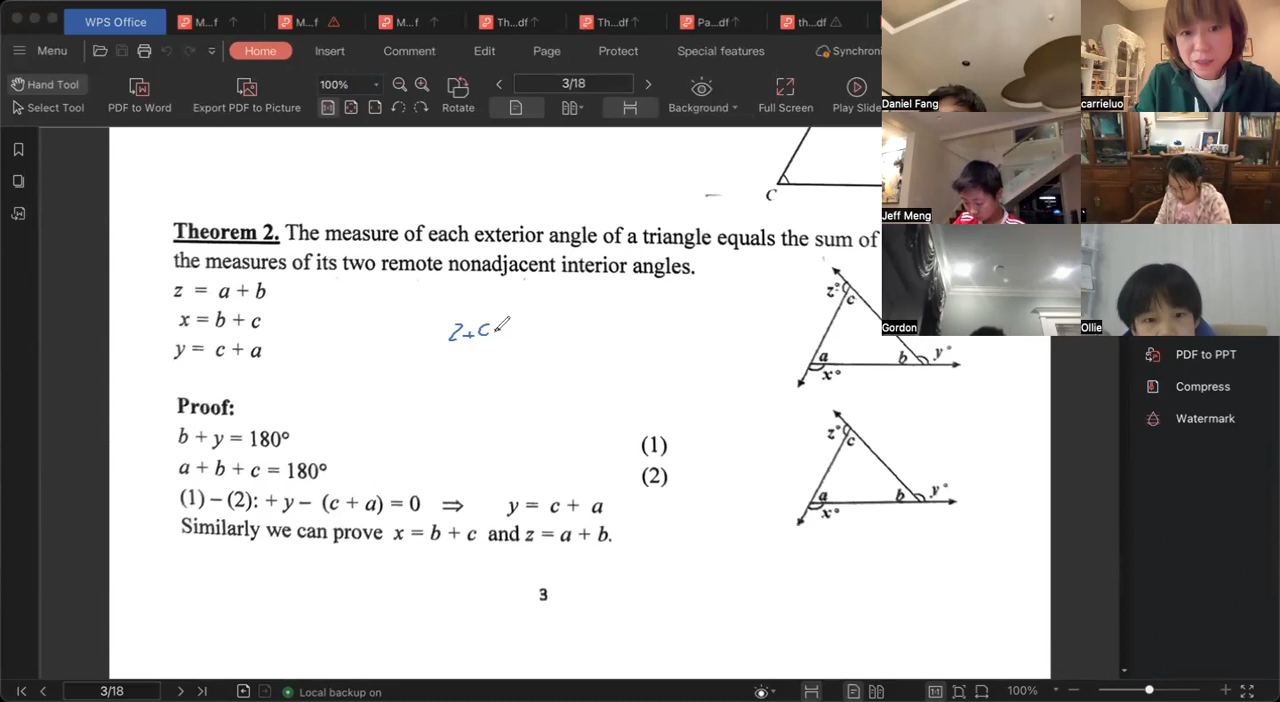 WPS Office
M...f
M...f
M...f
Th...df
Th...df
Pa...df
th...df
Menu
Home
Insert
Comment
Edit
Page
Protect
Special features
Synchroni
Hand Tool
Select Tool
PDF to Word
Export PDF to Picture
100%
3/18
Rotate
Background
Full Screen
Play Slide
Daniel Fang
carrieluo
Jeff Meng
Gordon
Ollie
C
Theorem 2. The measure of each exterior angle of a triangle equals the sum of
the measures of its two remote nonadjacent interior angles.
z = a + b
x = b + c
y = c + a
z+c
z°
c
a
b
y°
x°
Proof:
b + y = 180° (1)
a + b + c = 180° (2)
(1) – (2): + y – (c + a) = 0 ⇒ y = c + a
Similarly we can prove x = b + c and z = a + b.
z°
c
a
b
y°
x°
3
PDF to PPT
Compress
Watermark
3/18
Local backup on
100%